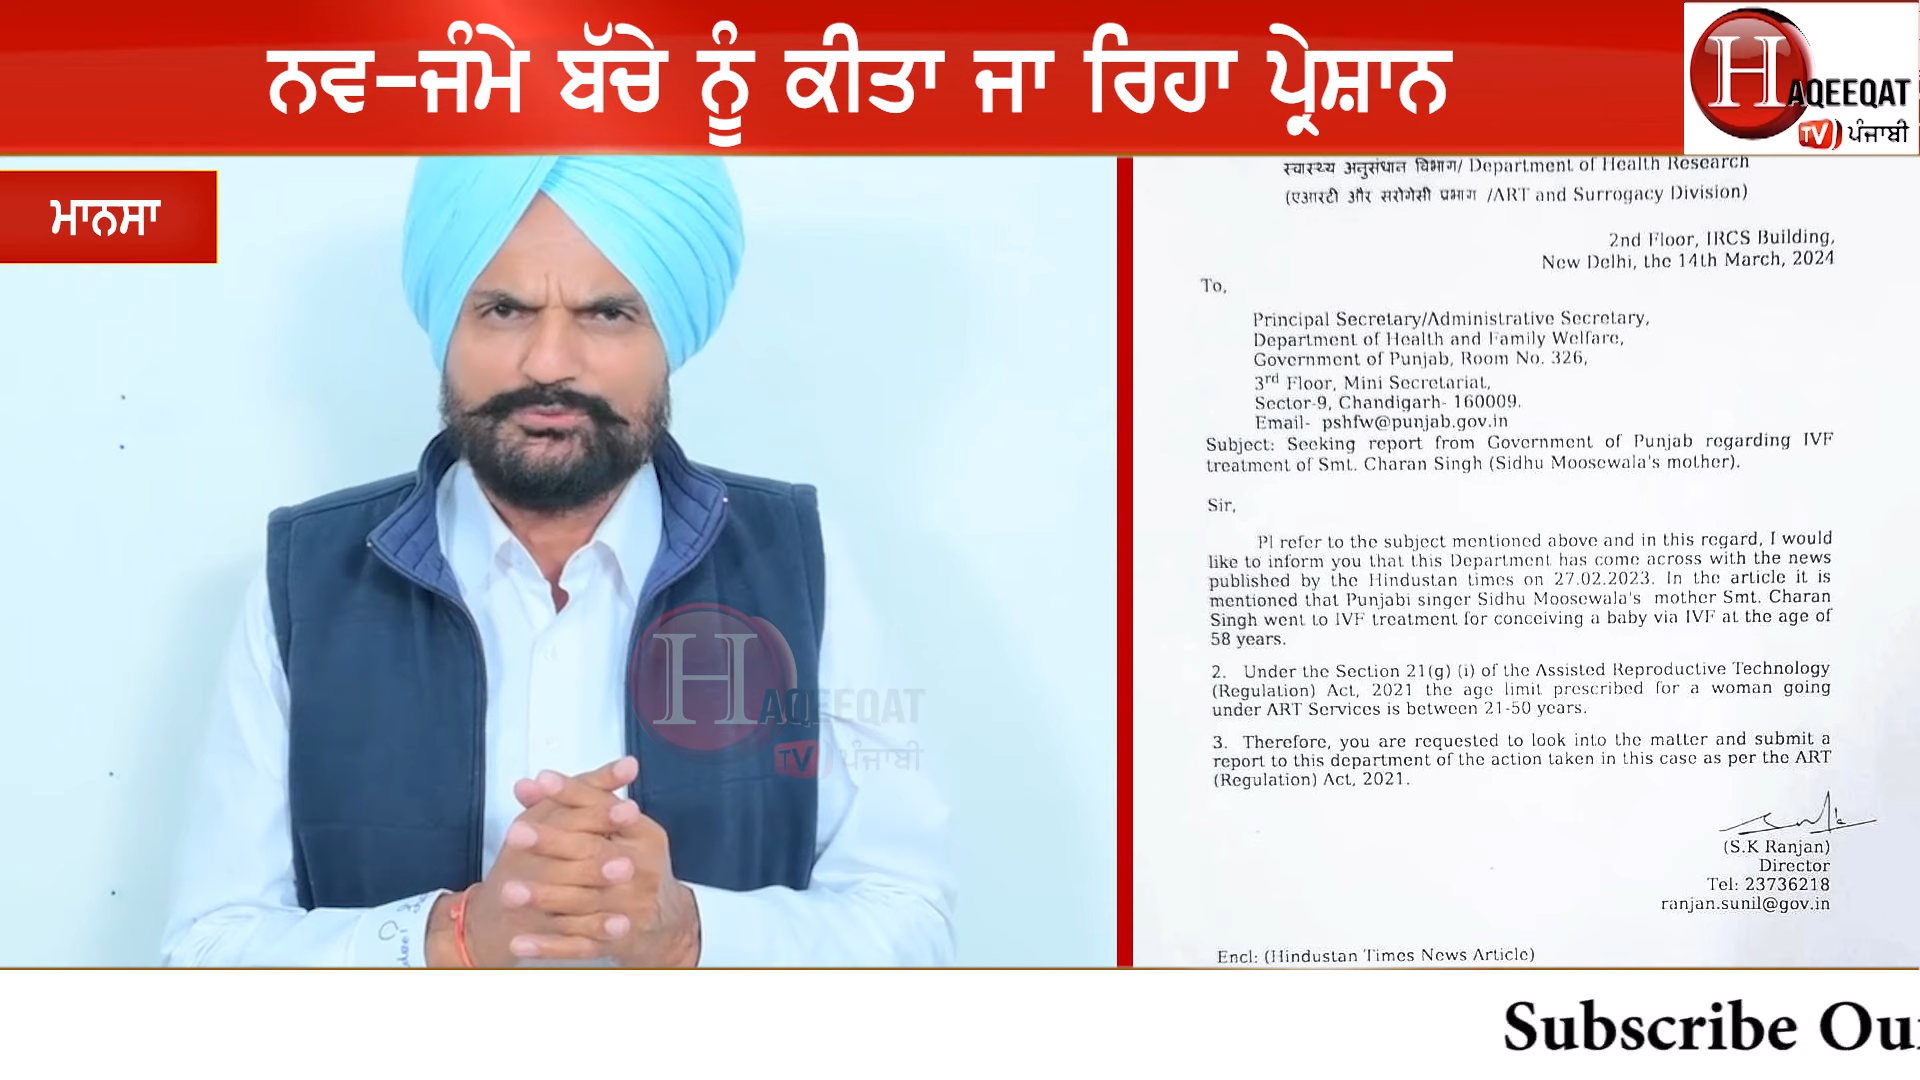 ਨਵ-ਜੰਮੇ ਬੱਚੇ ਨੂੰ ਕੀਤਾ ਜਾ ਰਿਹਾ ਪ੍ਰੇਸ਼ਾਨ
HAQEEQAT
TV ਪੰਜਾਬੀ
ਮਾਨਸਾ
HAQEEQAT
TV ਪੰਜਾਬੀ
स्वास्थ्य अनुसंधान विभाग/ Department of Health Research
(एआरटी और सरोगेसी प्रभाग /ART and Surrogacy Division)
2nd Floor, IRCS Building,
New Delhi, the 14th March, 2024
To,
Principal Secretary/Administrative Secretary,
Department of Health and Family Welfare,
Government of Punjab, Room No. 326,
3rd Floor, Mini Secretariat,
Sector-9, Chandigarh- 160009.
Email- pshfw@punjab.gov.in
Subject: Seeking report from Government of Punjab regarding IVF
treatment of Smt. Charan Singh (Sidhu Moosewala's mother).
Sir,
Pl refer to the subject mentioned above and in this regard, I would
like to inform you that this Department has come across with the news
published by the Hindustan times on 27.02.2023. In the article it is
mentioned that Punjabi singer Sidhu Moosewala's mother Smt. Charan
Singh went to IVF treatment for conceiving a baby via IVF at the age of
58 years.
2. Under the Section 21(g) (i) of the Assisted Reproductive Technology
(Regulation) Act, 2021 the age limit prescribed for a woman going
under ART Services is between 21-50 years.
3. Therefore, you are requested to look into the matter and submit a
report to this department of the action taken in this case as per the ART
(Regulation) Act, 2021.
(S.K Ranjan)
Director
Tel: 23736218
ranjan.sunil@gov.in
Encl: (Hindustan Times News Article)
Subscribe Our